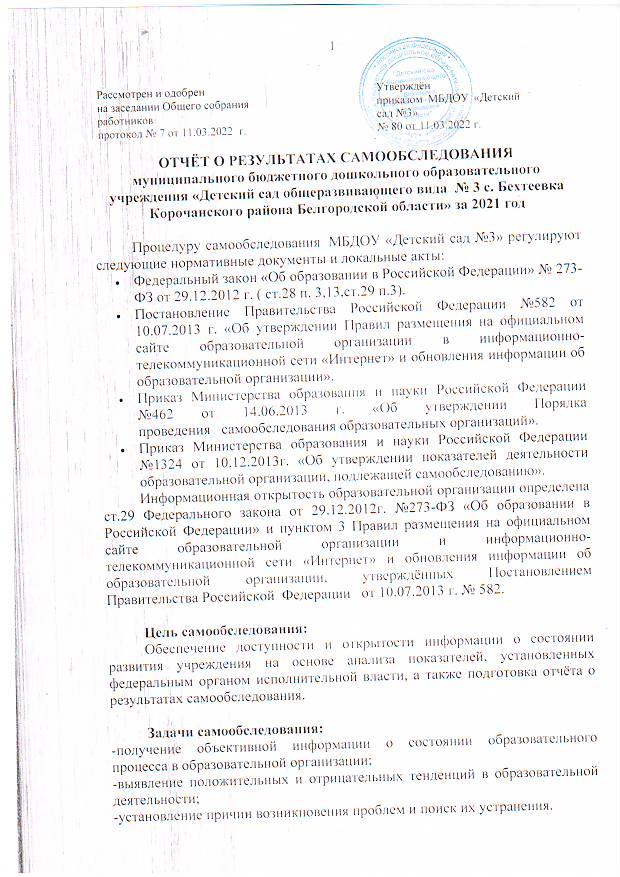 1
Рассмотрен и одобрен
на заседании Общего собрания
работников
протокол № 7 от 11.03.2022 г.
Утверждён
приказом МБДОУ «Детский
сад №3»
№ 80 от 11.03.2022 г.
ОТЧЁТ О РЕЗУЛЬТАТАХ САМООБСЛЕДОВАНИЯ
муниципального бюджетного дошкольного образовательного
учреждения «Детский сад общеразвивающего вида № 3 с. Бехтеевка
Корочанского района Белгородской области» за 2021 год
Процедуру самообследования МБДОУ «Детский сад №3» регулируют
следующие нормативные документы и локальные акты:
• Федеральный закон «Об образовании в Российской Федерации» № 273-
ФЗ от 29.12.2012 г. ( ст.28 п. 3,13,ст.29 п.3).
• Постановление Правительства Российской Федерации №582 от
10.07.2013 г. «Об утверждении Правил размещения на официальном
сайте образовательной организации в информационно-
телекоммуникационной сети «Интернет» и обновления информации об
образовательной организации».
• Приказ Министерства образования и науки Российской Федерации
№462 от 14.06.2013 г. «Об утверждении Порядка
проведения самообследования образовательных организаций».
• Приказ Министерства образования и науки Российской Федерации
№1324 от 10.12.2013г. «Об утверждении показателей деятельности
образовательной организации, подлежащей самообследованию».
Информационная открытость образовательной организации определена
ст.29 Федерального закона от 29.12.2012г. №273-ФЗ «Об образовании в
Российской Федерации» и пунктом 3 Правил размещения на официальном
сайте образовательной организации и информационно-
телекоммуникационной сети «Интернет» и обновления информации об
образовательной организации, утверждённых Постановлением
Правительства Российской Федерации от 10.07.2013 г. № 582.
Цель самообследования:
Обеспечение доступности и открытости информации о состоянии
развития учреждения на основе анализа показателей, установленных
федеральным органом исполнительной власти, а также подготовка отчёта о
результатах самообследования.
Задачи самообследования:
-получение объективной информации о состоянии образовательного
процесса в образовательной организации;
-выявление положительных и отрицательных тенденций в образовательной
деятельности;
-установление причин возникновения проблем и поиск их устранения.